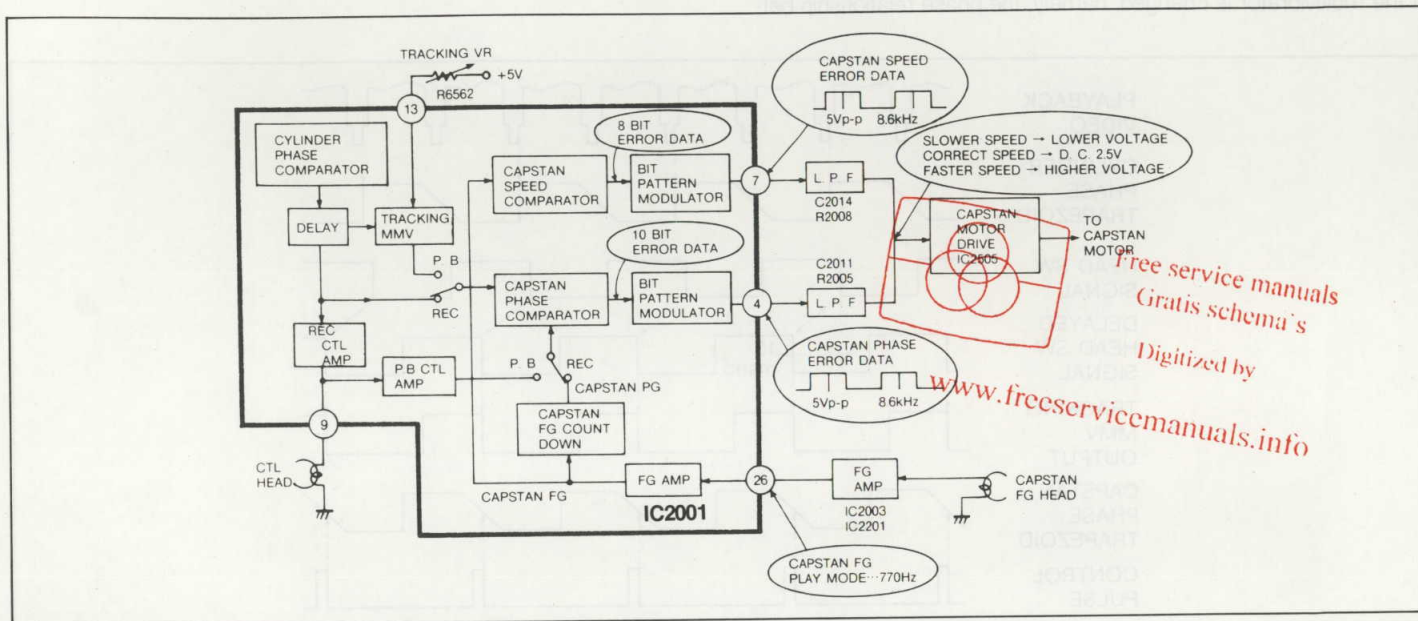 TRACKING VR
+5V
R6562
13
CYLINDER
PHASE
COMPARATOR
DELAY
TRACKING
MMV
P. B
REC
REC
CTL
AMP
P.B CTL
AMP
9
CTL
HEAD
8 BIT
ERROR DATA
CAPSTAN
SPEED
COMPARATOR
BIT
PATTERN
MODULATOR
7
10 BIT
ERROR DATA
CAPSTAN
PHASE
COMPARATOR
BIT
PATTERN
MODULATOR
4
P. B
REC
CAPSTAN PG
CAPSTAN
FG COUNT
DOWN
CAPSTAN FG
FG AMP
IC2001
26
CAPSTAN SPEED
ERROR DATA
5Vp-p 8.6kHz
L. P. F
C2014
R2008
SLOWER SPEED → LOWER VOLTAGE
CORRECT SPEED → D. C. 2.5V
FASTER SPEED → HIGHER VOLTAGE
CAPSTAN
MOTOR
DRIVE
IC2505
TO
CAPSTAN
MOTOR
C2011
R2005
L. P. F
CAPSTAN PHASE
ERROR DATA
5Vp-p 8.6kHz
FG
AMP
IC2003
IC2201
CAPSTAN
FG HEAD
CAPSTAN FG
PLAY MODE···770Hz
Free service manuals
Gratis schema`s
Digitized by
www.freeservicemanuals.info